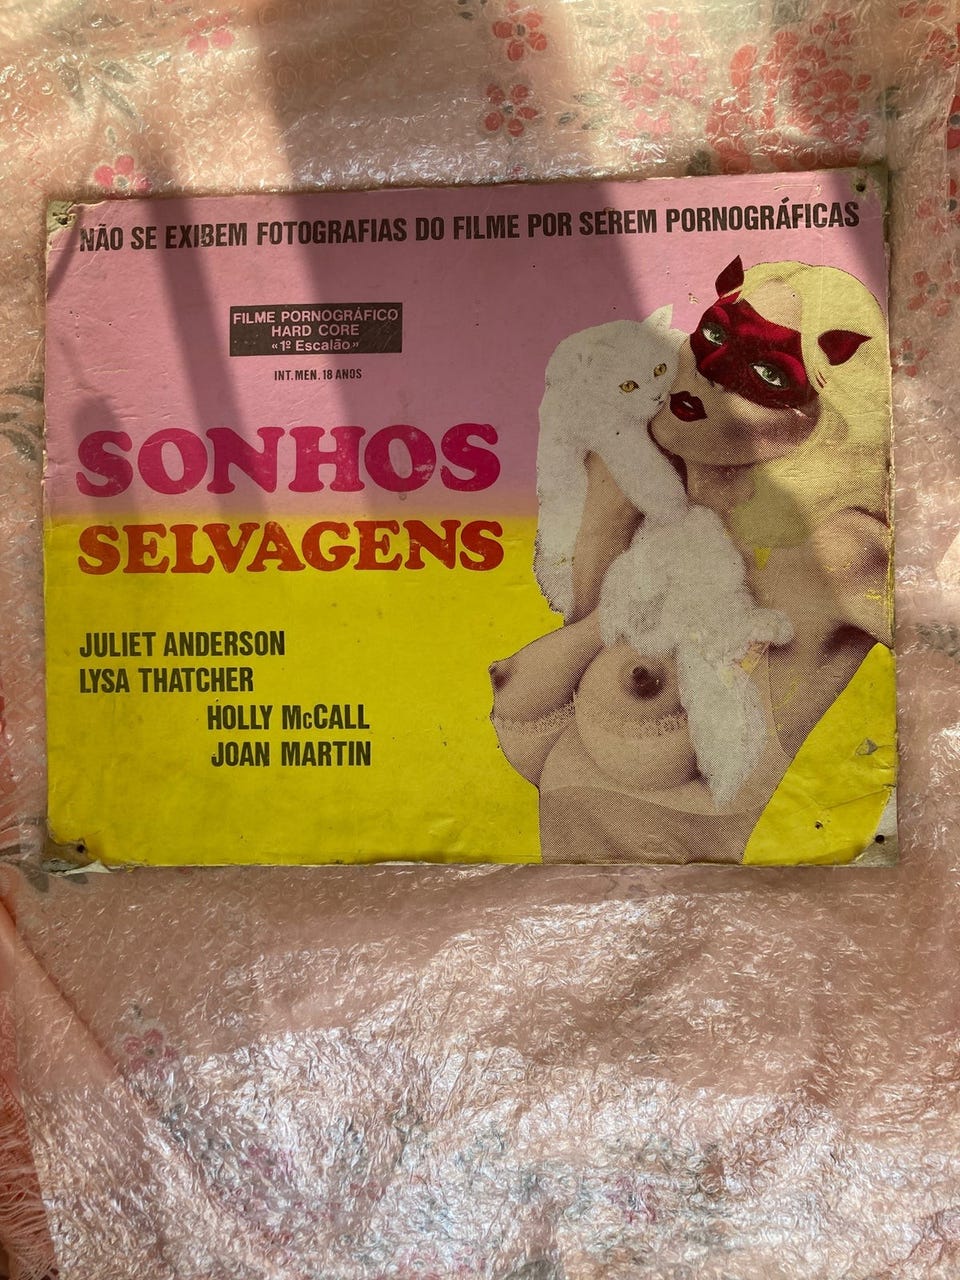 NÃO SE EXIBEM FOTOGRAFIAS DO FILME POR SEREM PORNOGRÁFICAS
FILME PORNOGRÁFICO
HARD CORE
«1º Escalão»
INT. MEN. 18 ANOS
SONHOS
SELVAGENS
JULIET ANDERSON
LYSA THATCHER
HOLLY McCALL
JOAN MARTIN